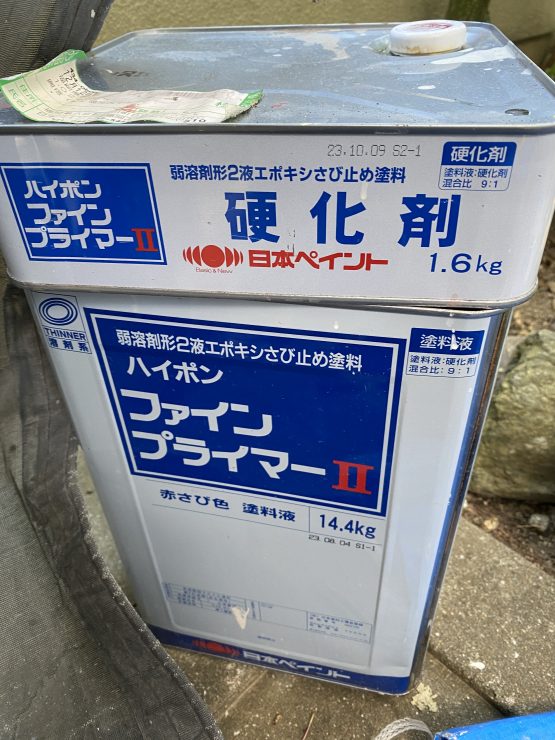 23.10.09 S2-1
硬化剤
塗料液:硬化剤
混合比 9:1
弱溶剤形2液エポキシさび止め塗料
ハイポン
ファイン
プライマーII
硬化剤
日本ペイント
Basic & New
1.6kg
THINNER
溶剤系
弱溶剤形2液エポキシさび止め塗料
ハイポン
ファイン
プライマーII
塗料液
塗料液:硬化剤
混合比:9:1
赤さび色 塗料液
14.4kg
23.08.04 S1-1
日本ペイント